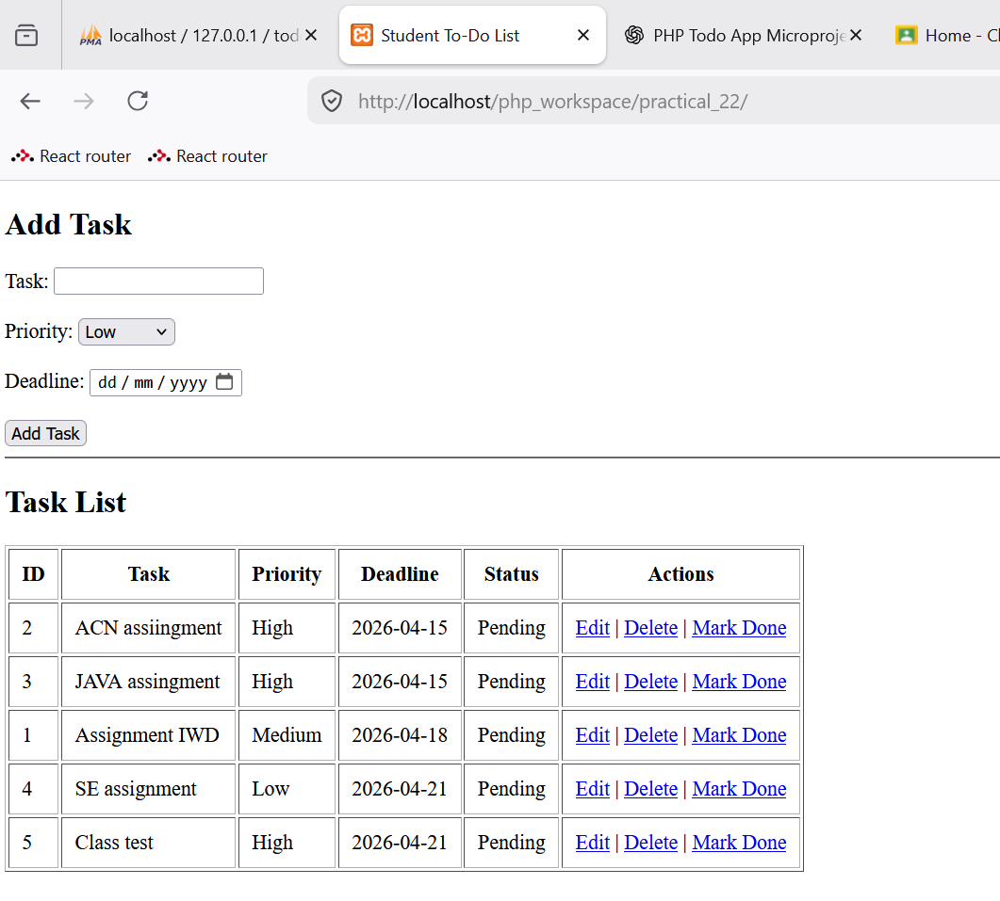 localhost / 127.0.0.1 / tod
Student To-Do List
PHP Todo App Microproje
Home - Cl
http://localhost/php_workspace/practical_22/
React router React router
Add Task
Task:
Priority: Low
Deadline: dd / mm / yyyy
Add Task
Task List
ID Task Priority Deadline Status Actions
2 ACN assiingment High 2026-04-15 Pending Edit | Delete | Mark Done
3 JAVA assingment High 2026-04-15 Pending Edit | Delete | Mark Done
1 Assignment IWD Medium 2026-04-18 Pending Edit | Delete | Mark Done
4 SE assignment Low 2026-04-21 Pending Edit | Delete | Mark Done
5 Class test High 2026-04-21 Pending Edit | Delete | Mark Done